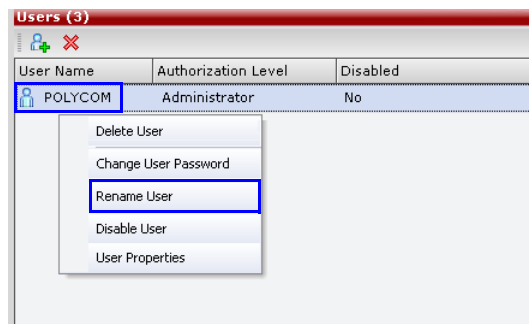 Users (3)
User Name Authorization Level Disabled
POLYCOM Administrator No
Delete User
Change User Password
Rename User
Disable User
User Properties